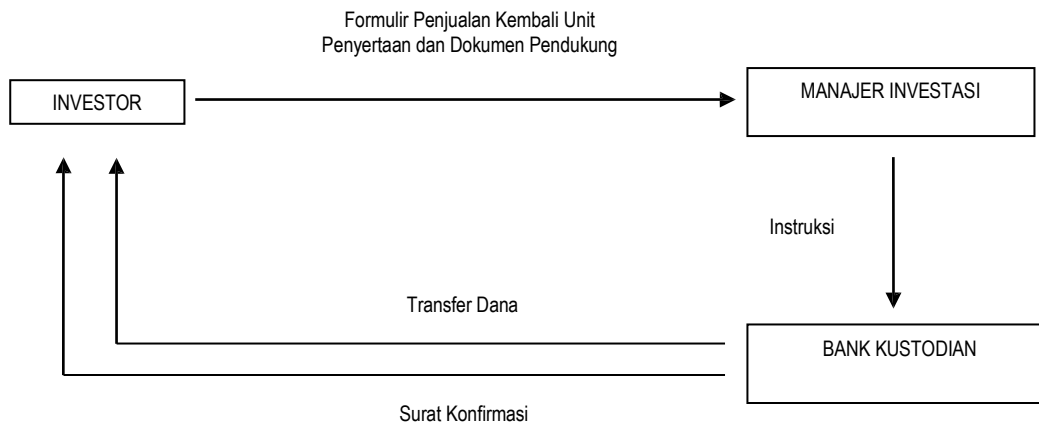 Formulir Penjualan Kembali Unit
Penyertaan dan Dokumen Pendukung
INVESTOR
MANAJER INVESTASI
Instruksi
Transfer Dana
BANK KUSTODIAN
Surat Konfirmasi